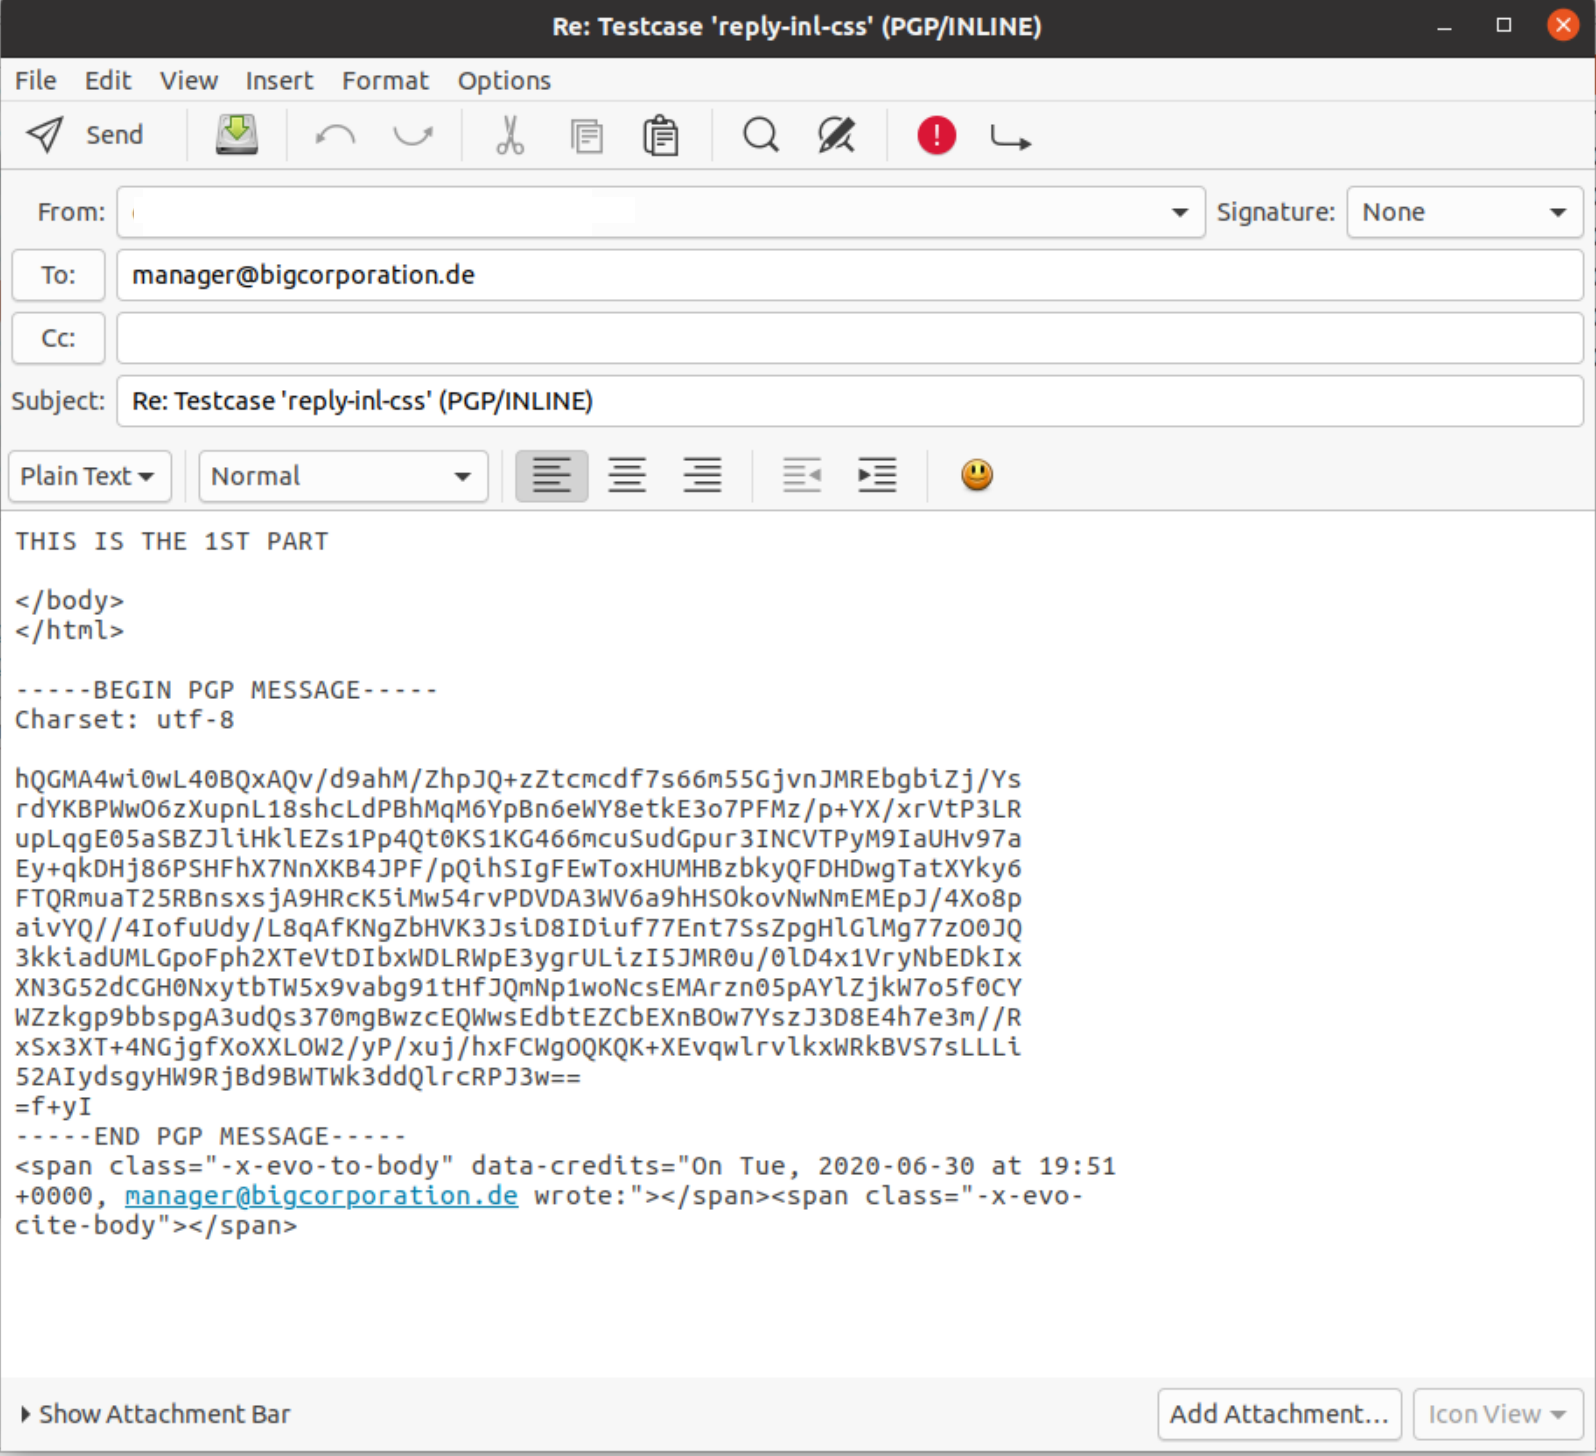 Re: Testcase 'reply-inl-css' (PGP/INLINE)
File Edit View Insert Format Options
Send
From:
Signature: None
To: manager@bigcorporation.de
Cc:
Subject: Re: Testcase 'reply-inl-css' (PGP/INLINE)
Plain Text Normal
THIS IS THE 1ST PART
</body>
</html>
-----BEGIN PGP MESSAGE-----
Charset: utf-8
hQGMA4wi0wL40BQxAQv/d9ahM/ZhpJQ+zZtcmcdf7s66m55GjvnJMREbgbiZj/Ys
rdYKBPWwO6zXupnL18shcLdPBhMqM6YpBn6eWY8etkE3o7PFMz/p+YX/xrVtP3LR
upLqgE05aSBZJliHklEZs1Pp4Qt0KS1KG466mcuSudGpur3INCVTPyM9IaUHv97a
Ey+qkDHj86PSHFhX7NnXKB4JPF/pQihSIgFEwToxHUMHBzbkyQFDHDwgTatXYky6
FTQRmuaT25RBnsxsjA9HRcK5iMw54rvPDVDA3WV6a9hHSOkovNwNmEMEpJ/4Xo8p
aivYQ//4IofuUdy/L8qAfKNgZbHVK3JsiD8IDiuf77Ent7SsZpgHlGlMg77zO0JQ
3kkiadUMLGpoFph2XTeVtDIbxWDLRWpE3ygrULizI5JMR0u/0lD4x1VryNbEDkIx
XN3G52dCGH0NxytbTW5x9vabg91tHfJQmNp1woNcsEMArzn05pAYlZjkW7o5f0CY
WZzkgp9bbspgA3udQs370mgBwzcEQWwsEdbtEZCbEXnBOw7YszJ3D8E4h7e3m//R
xSx3XT+4NGjgfXoXXLOW2/yP/xuj/hxFCWgOQKQK+XEvqwlrvlkxWRkBVS7sLLLi
52AIydsgyHW9RjBd9BWTWk3ddQlrcRPJ3w==
=f+yI
-----END PGP MESSAGE-----
<span class="-x-evo-to-body" data-credits="On Tue, 2020-06-30 at 19:51
+0000, manager@bigcorporation.de wrote:"></span><span class="-x-evo-
cite-body"></span>
Show Attachment Bar
Add Attachment... Icon View